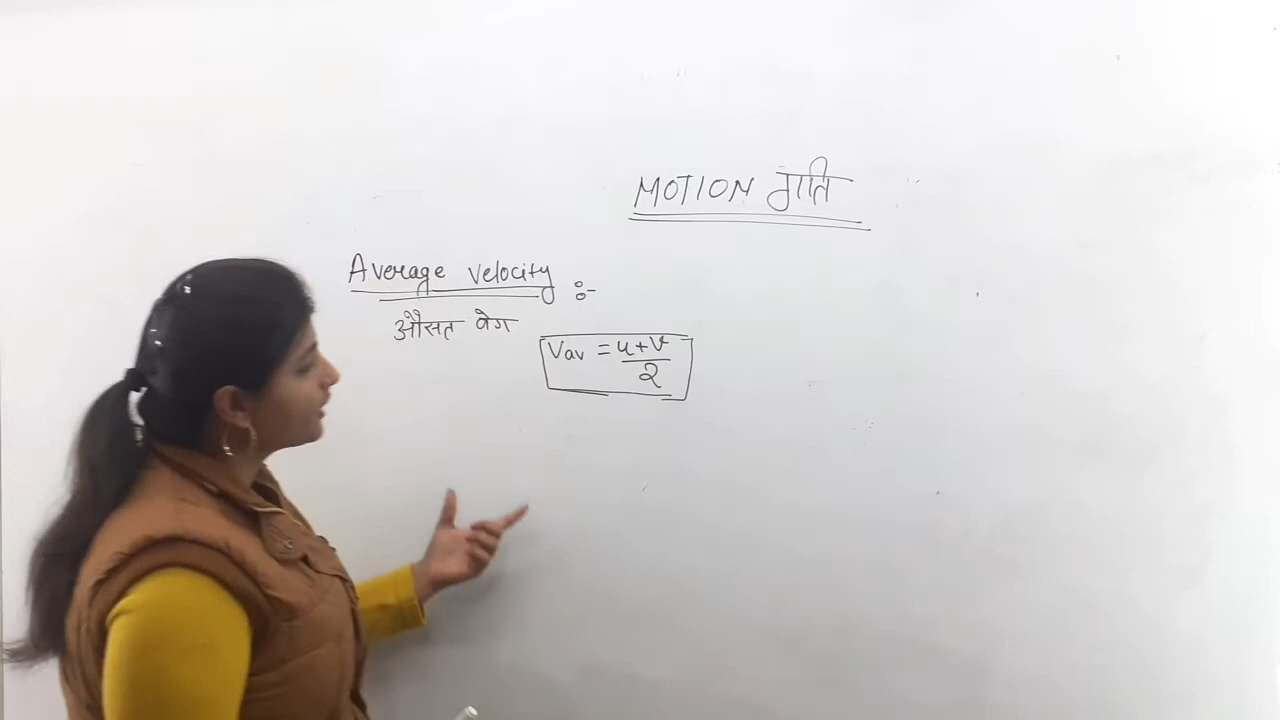 MOTION गति
Average velocity :-
औसत वेग
Vav = u+v
2